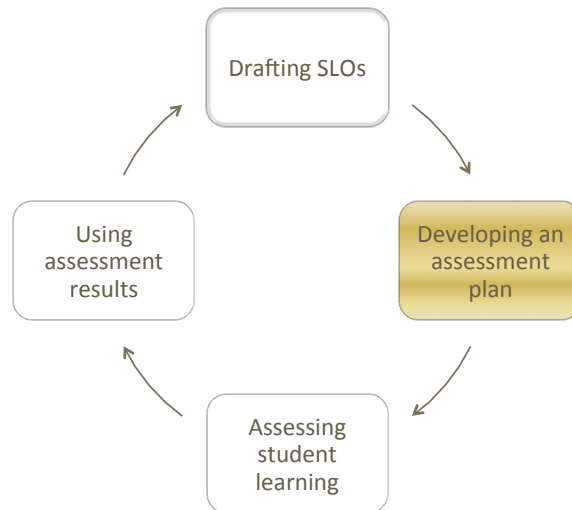 Drafting SLOs
Developing an
assessment
plan
Assessing
student
learning
Using
assessment
results